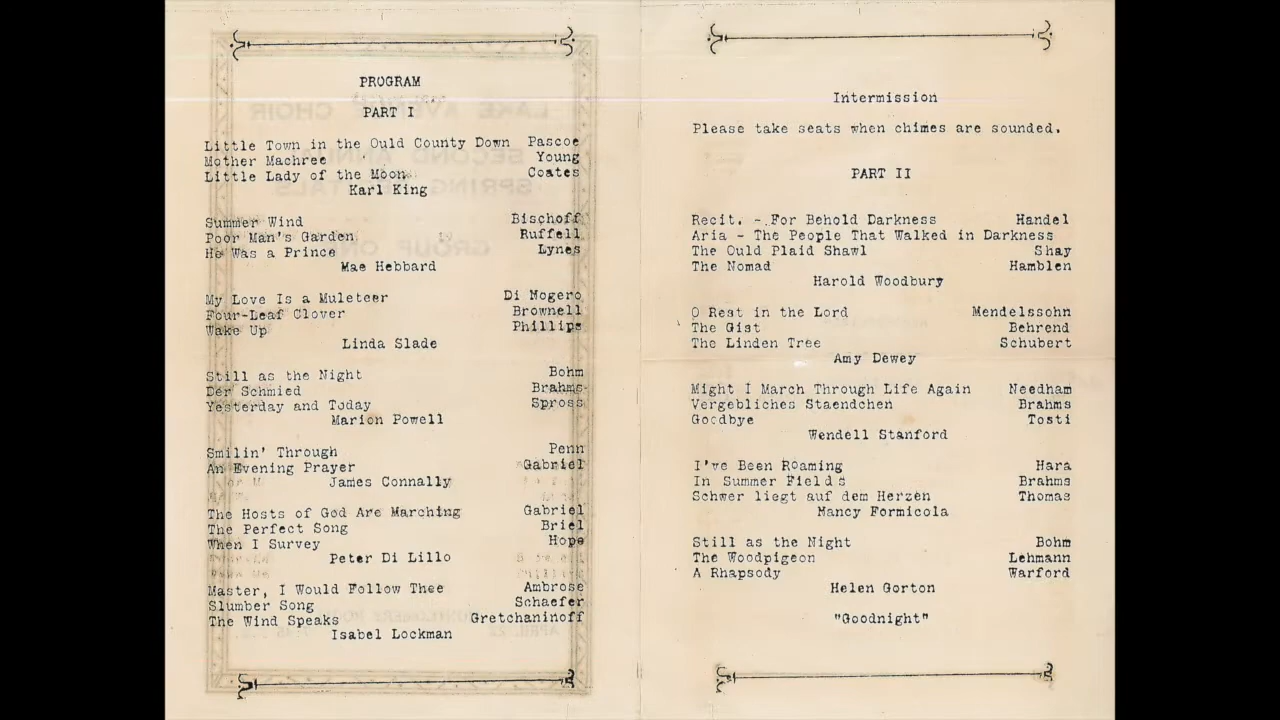 PROGRAM
PART I
Little Town in the Ould County Down Pascoe
Mother Machree Young
Little Lady of the Moon Coates
Karl King
Summer Wind Bischoff
Poor Man's Garden Ruffell
He Was a Prince Lynes
Mae Hebbard
My Love Is a Muleteer Di Nogero
Four-Leaf Clover Brownell
Wake Up Phillips
Linda Slade
Still as the Night Bohm
Der Schmied Brahms
Yesterday and Today Spross
Marion Powell
Smilin' Through Penn
An Evening Prayer Gabriel
James Connally
The Hosts of God Are Marching Gabriel
The Perfect Song Briel
When I Survey Hope
Peter Di Lillo
Master, I Would Follow Thee Ambrose
Slumber Song Schaefer
The Wind Speaks Gretchaninoff
Isabel Lockman
Intermission
Please take seats when chimes are sounded.
PART II
Recit. - For Behold Darkness Handel
Aria - The People That Walked in Darkness
The Ould Plaid Shawl Shay
The Nomad Hamblen
Harold Woodbury
O Rest in the Lord Mendelssohn
The Gist Behrend
The Linden Tree Schubert
Amy Dewey
Might I March Through Life Again Needham
Vergebliches Staendchen Brahms
Goodbye Tosti
Wendell Stanford
I've Been Roaming Hara
In Summer Fields Brahms
Schwer liegt auf dem Herzen Thomas
Nancy Formicola
Still as the Night Bohm
The Woodpigeon Lehmann
A Rhapsody Warford
Helen Gorton
"Goodnight"